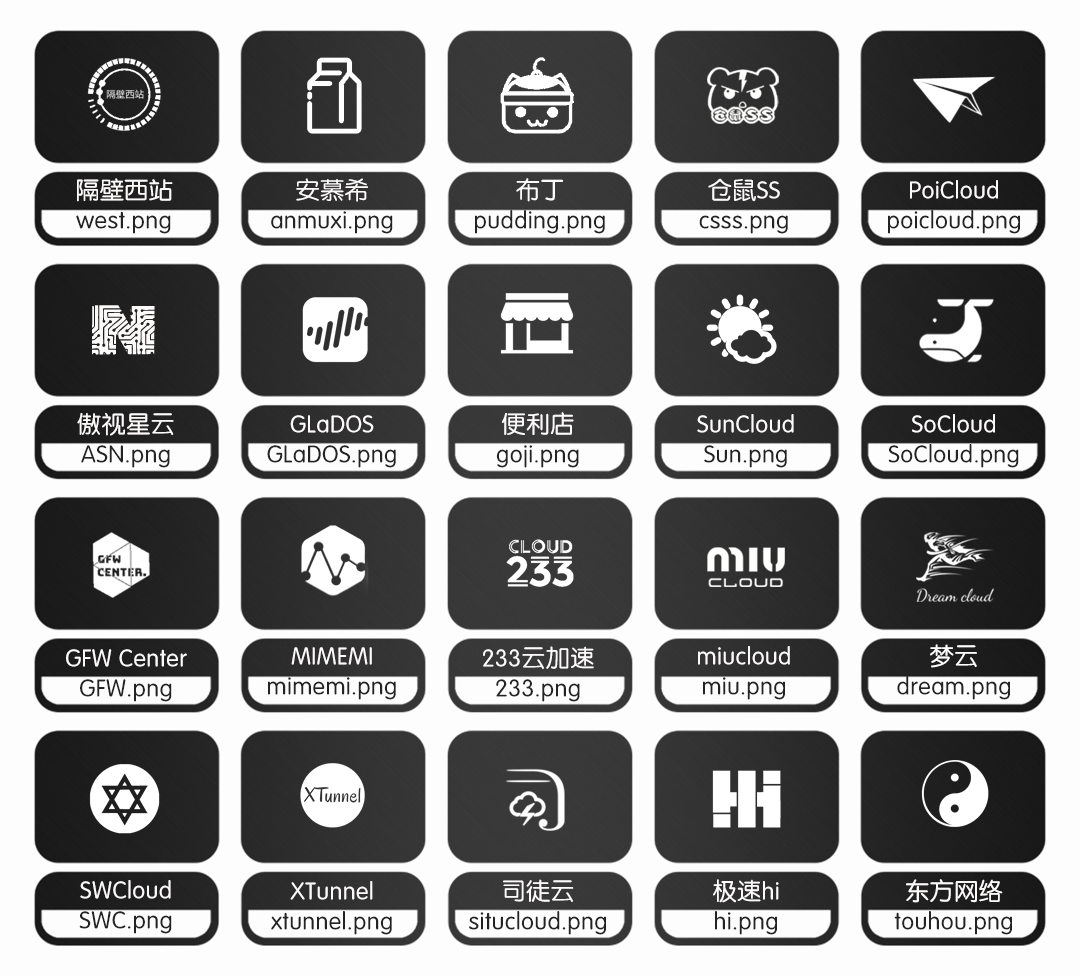 隔壁西站
CØSS
隔壁西站
安慕希
布丁
仓鼠SS
PoiCloud
west.png
anmuxi.png
pudding.png
csss.png
poicloud.png
N
傲视星云
GLaDOS
便利店
SunCloud
SoCloud
ASN.png
GLaDOS.png
goji.png
Sun.png
SoCloud.png
GFW
CENTER.
CLOUD
233
MIU
CLOUD
Dream cloud
GFW Center
MIMEMI
233云加速
miucloud
梦云
GFW.png
mimemi.png
233.png
miu.png
dream.png
XTunnel
Hi
SWCloud
XTunnel
司徒云
极速hi
东方网络
SWC.png
xtunnel.png
situcloud.png
hi.png
touhou.png